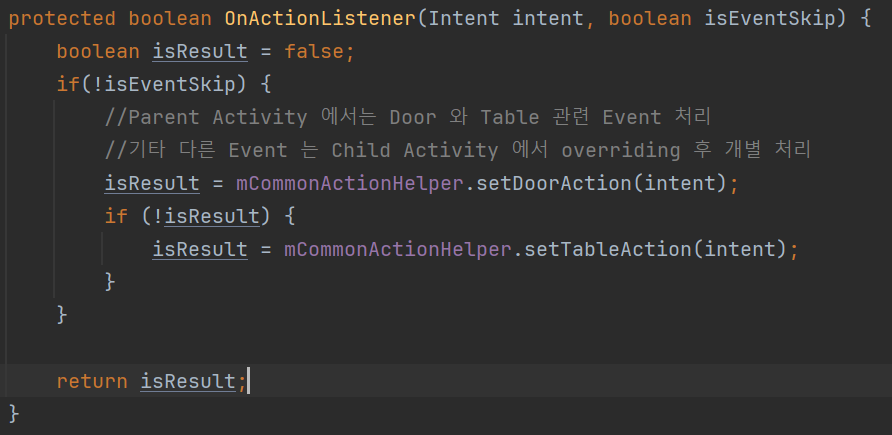 protected boolean OnActionListener(Intent intent, boolean isEventSkip) {
    boolean isResult = false;
    if(!isEventSkip) {
        //Parent Activity 에서는 Door 와 Table 관련 Event 처리
        //기타 다른 Event 는 Child Activity 에서 overriding 후 개별 처리
        isResult = mCommonActionHelper.setDoorAction(intent);
        if (!isResult) {
            isResult = mCommonActionHelper.setTableAction(intent);
        }
    }

    return isResult;
}